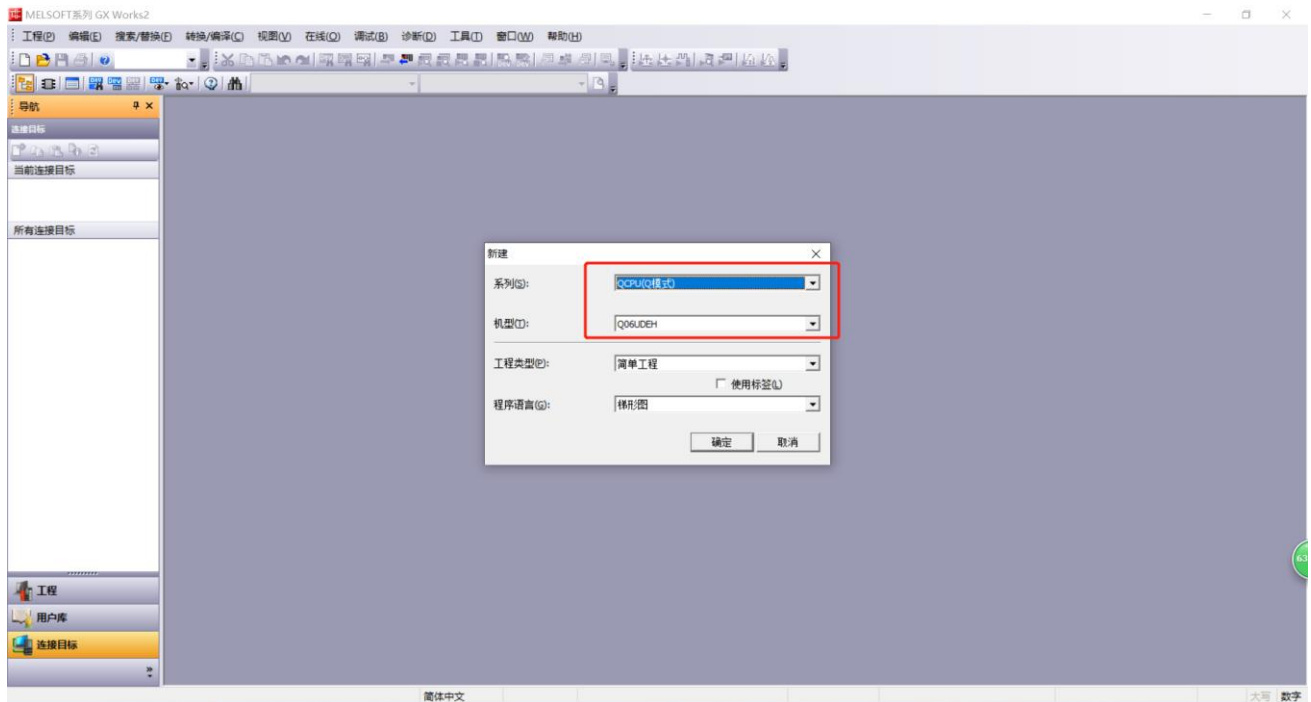 MELSOFT系列 GX Works2
工程(P) 编辑(E) 搜索/替换(F) 转换/编译(C) 视图(V) 在线(O) 调试(B) 诊断(D) 工具(T) 窗口(W) 帮助(H)
导航
连接目标
当前连接目标
所有连接目标
新建
系列(S): QCPU(Q模式)
机型(T): Q06UDEH
工程类型(P): 简单工程
使用标签(L)
程序语言(G): 梯形图
确定 取消
63
工程
用户库
连接目标
简体中文 大写 数字